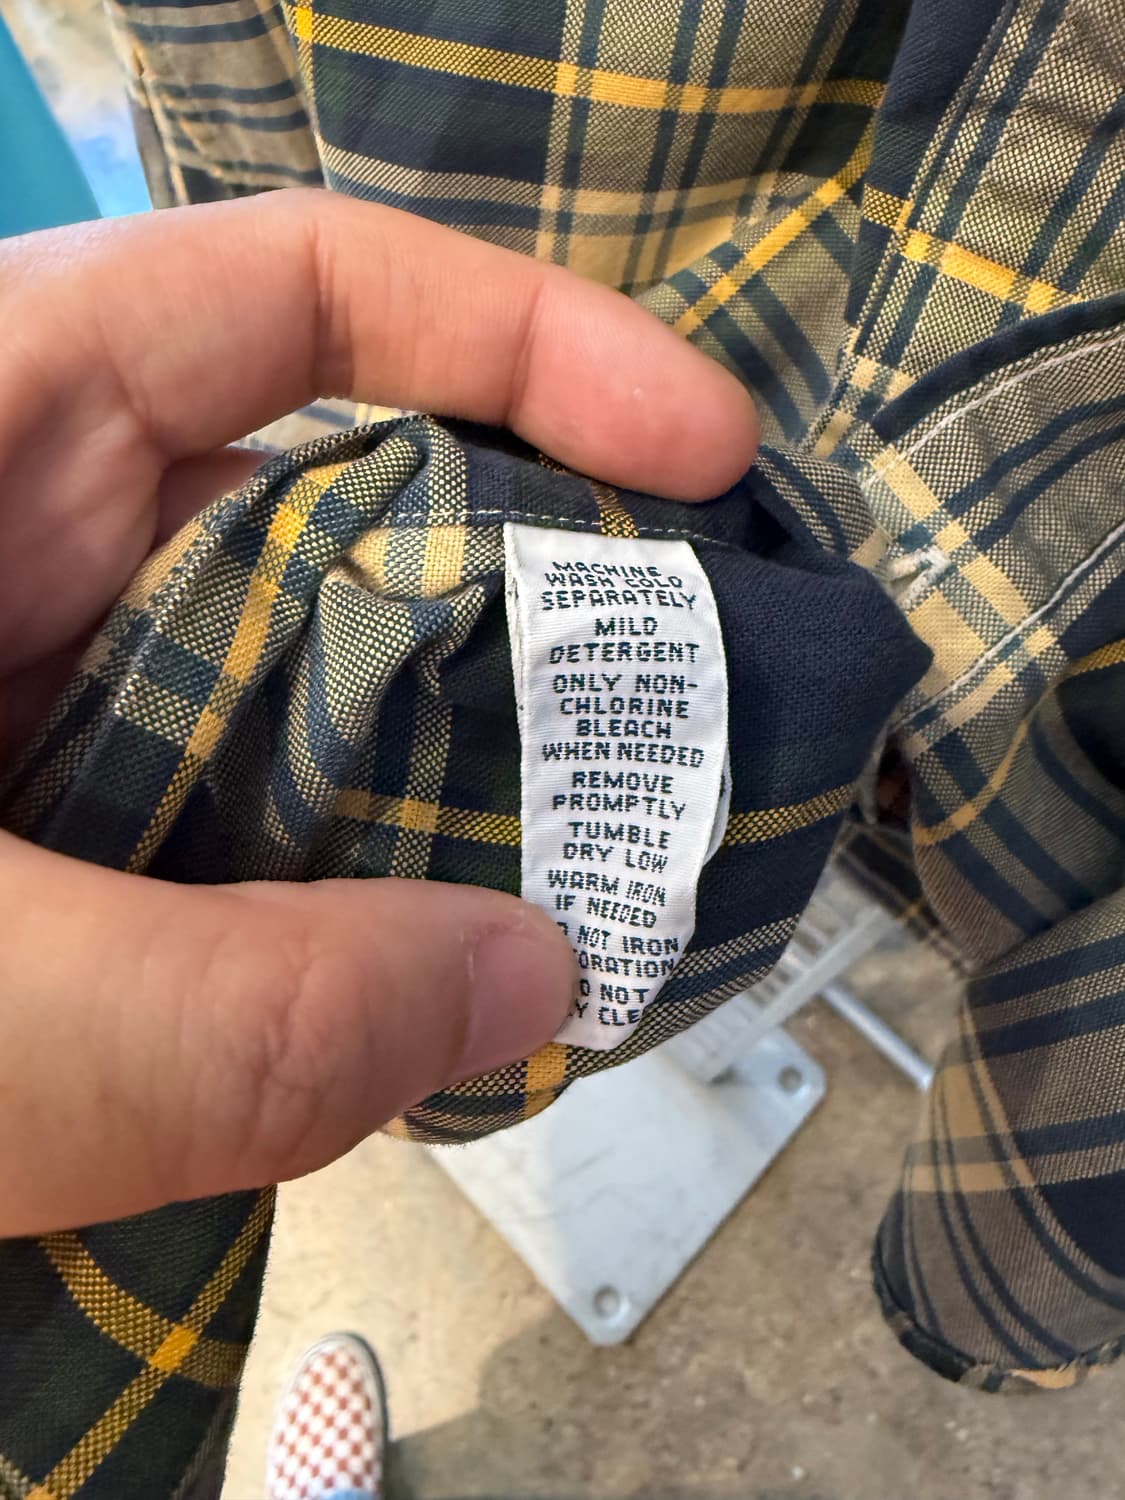 MACHINE
WASH COLD
SEPARATELY
MILD
DETERGENT
ONLY NON-
CHLORINE
BLEACH
WHEN NEEDED
REMOVE
PROMPTLY
TUMBLE
DRY LOW
WARM IRON
IF NEEDED
NOT IRON
NOT